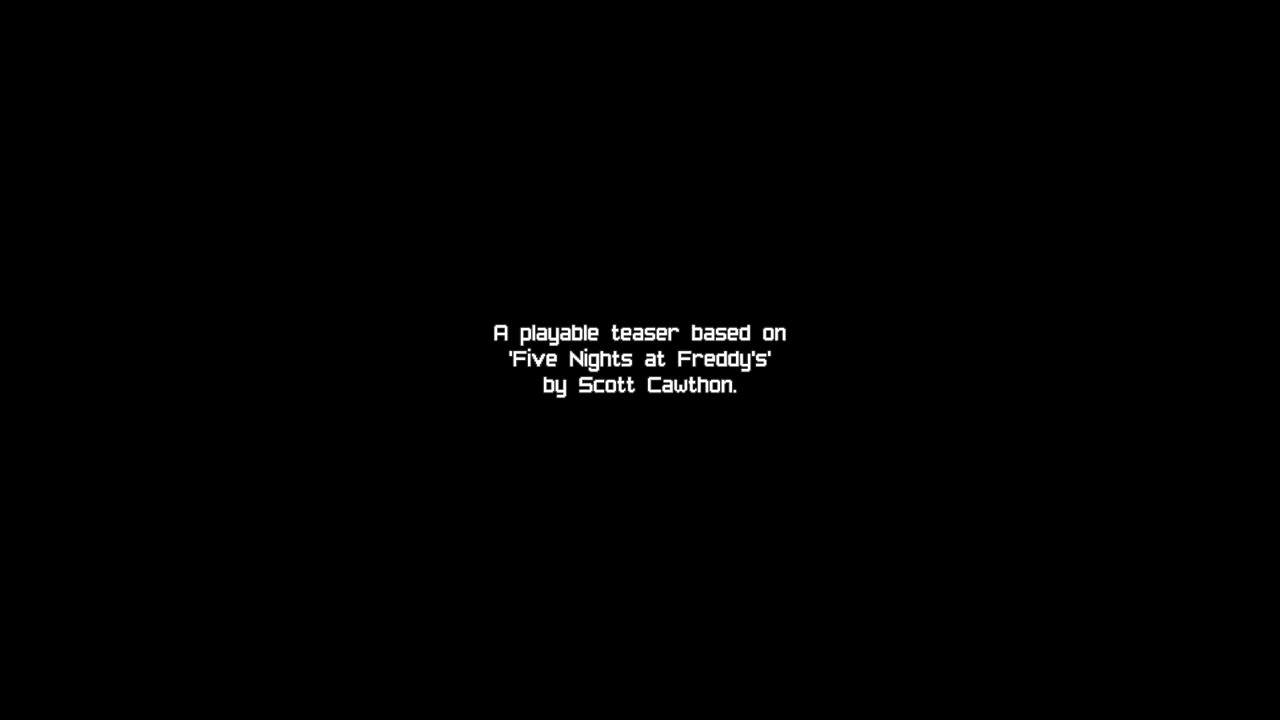 A playable teaser based on
'Five Nights at Freddy's'
by Scott Cawthon.